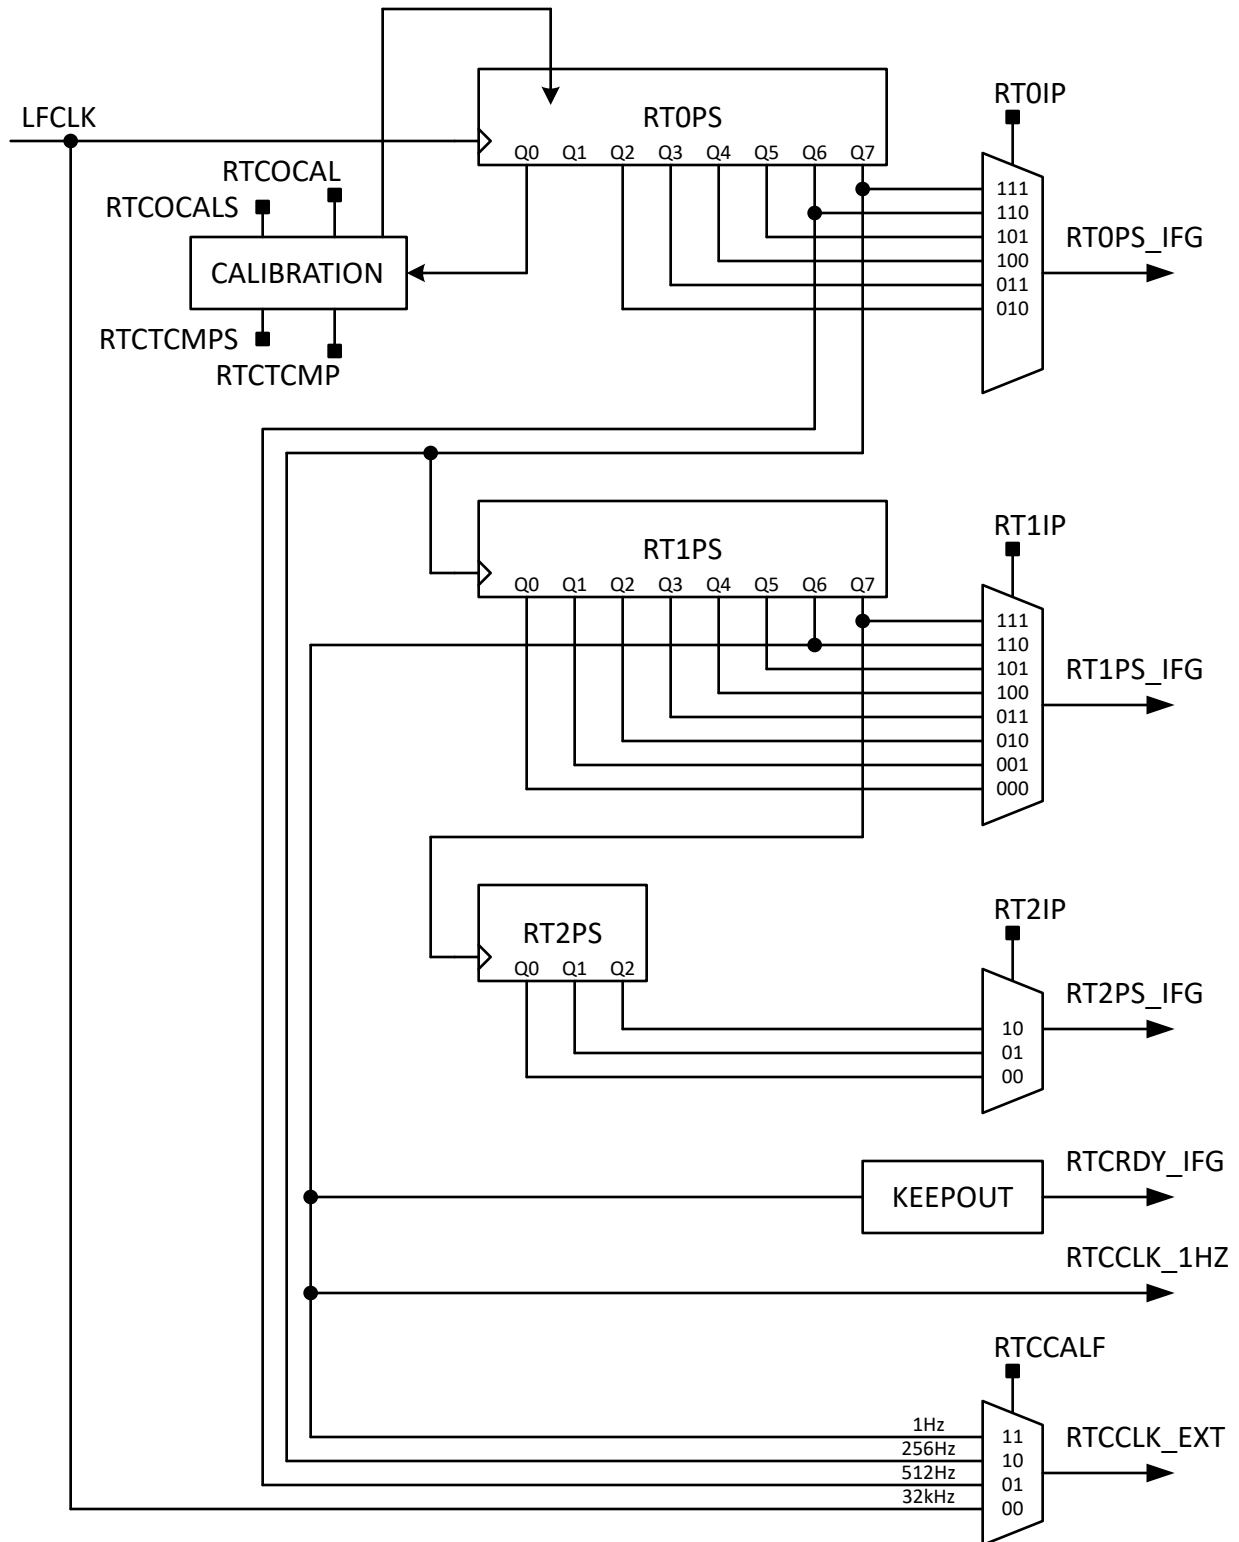 LFCLK
RT0PS
Q0 Q1 Q2 Q3 Q4 Q5 Q6 Q7
RT0IP
111
110
101
100
011
010
RT0PS_IFG
RTCOCAL
RTCOCALS
CALIBRATION
RTCTCMPS
RTCTCMP
RT1PS
Q0 Q1 Q2 Q3 Q4 Q5 Q6 Q7
RT1IP
111
110
101
100
011
010
001
000
RT1PS_IFG
RT2PS
Q0 Q1 Q2
RT2IP
10
01
00
RT2PS_IFG
KEEPOUT
RTCRDY_IFG
RTCCLK_1HZ
RTCCALF
1Hz 11
256Hz 10
512Hz 01
32kHz 00
RTCCLK_EXT